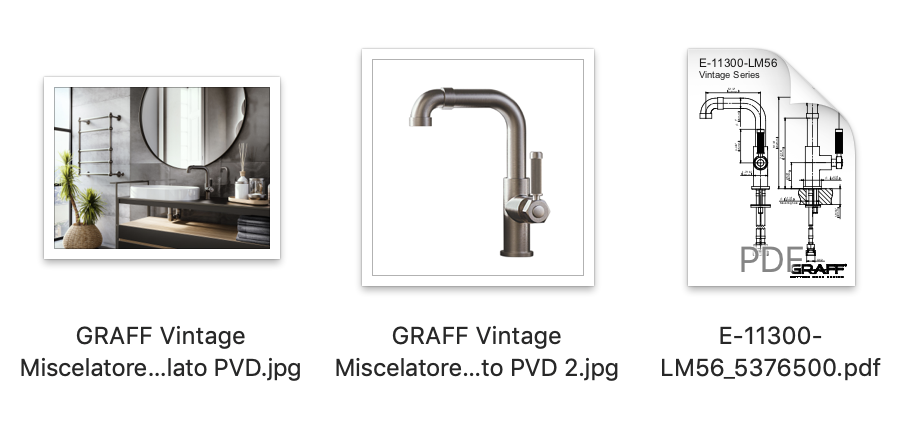 E-11300-LM56
Vintage Series
PDF
GRAFF
GRAFF Vintage
Miscelatore...lato PVD.jpg
GRAFF Vintage
Miscelatore...to PVD 2.jpg
E-11300-
LM56_5376500.pdf